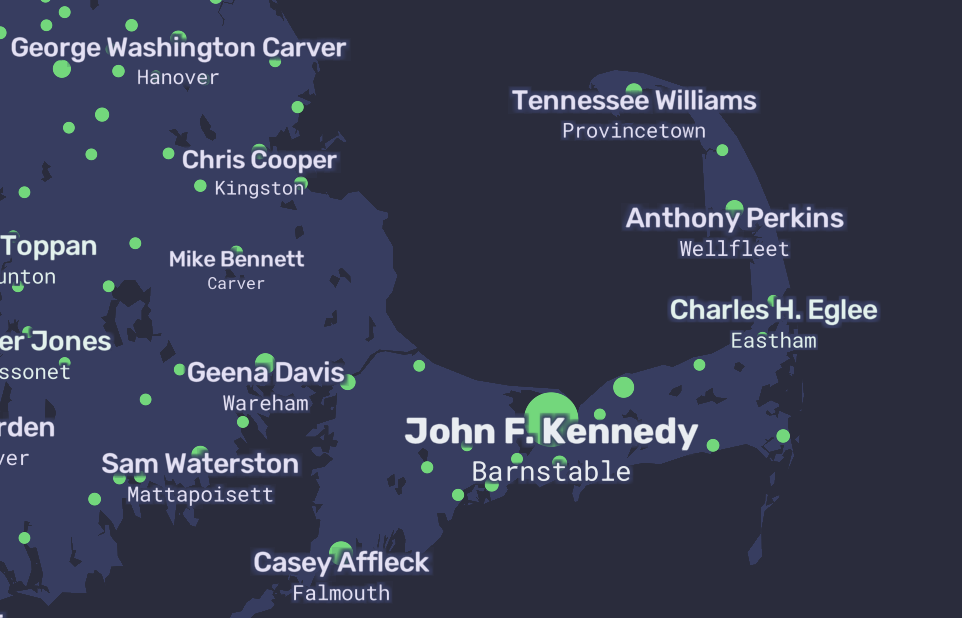 George Washington Carver
Hanover
Tennessee Williams
Provincetown
Chris Cooper
Kingston
Anthony Perkins
Wellfleet
Toppan
unton
Mike Bennett
Carver
Charles H. Eglee
Eastham
er Jones
ssonet
Geena Davis
Wareham
rden
ver
John F. Kennedy
Barnstable
Sam Waterston
Mattapoisett
Casey Affleck
Falmouth